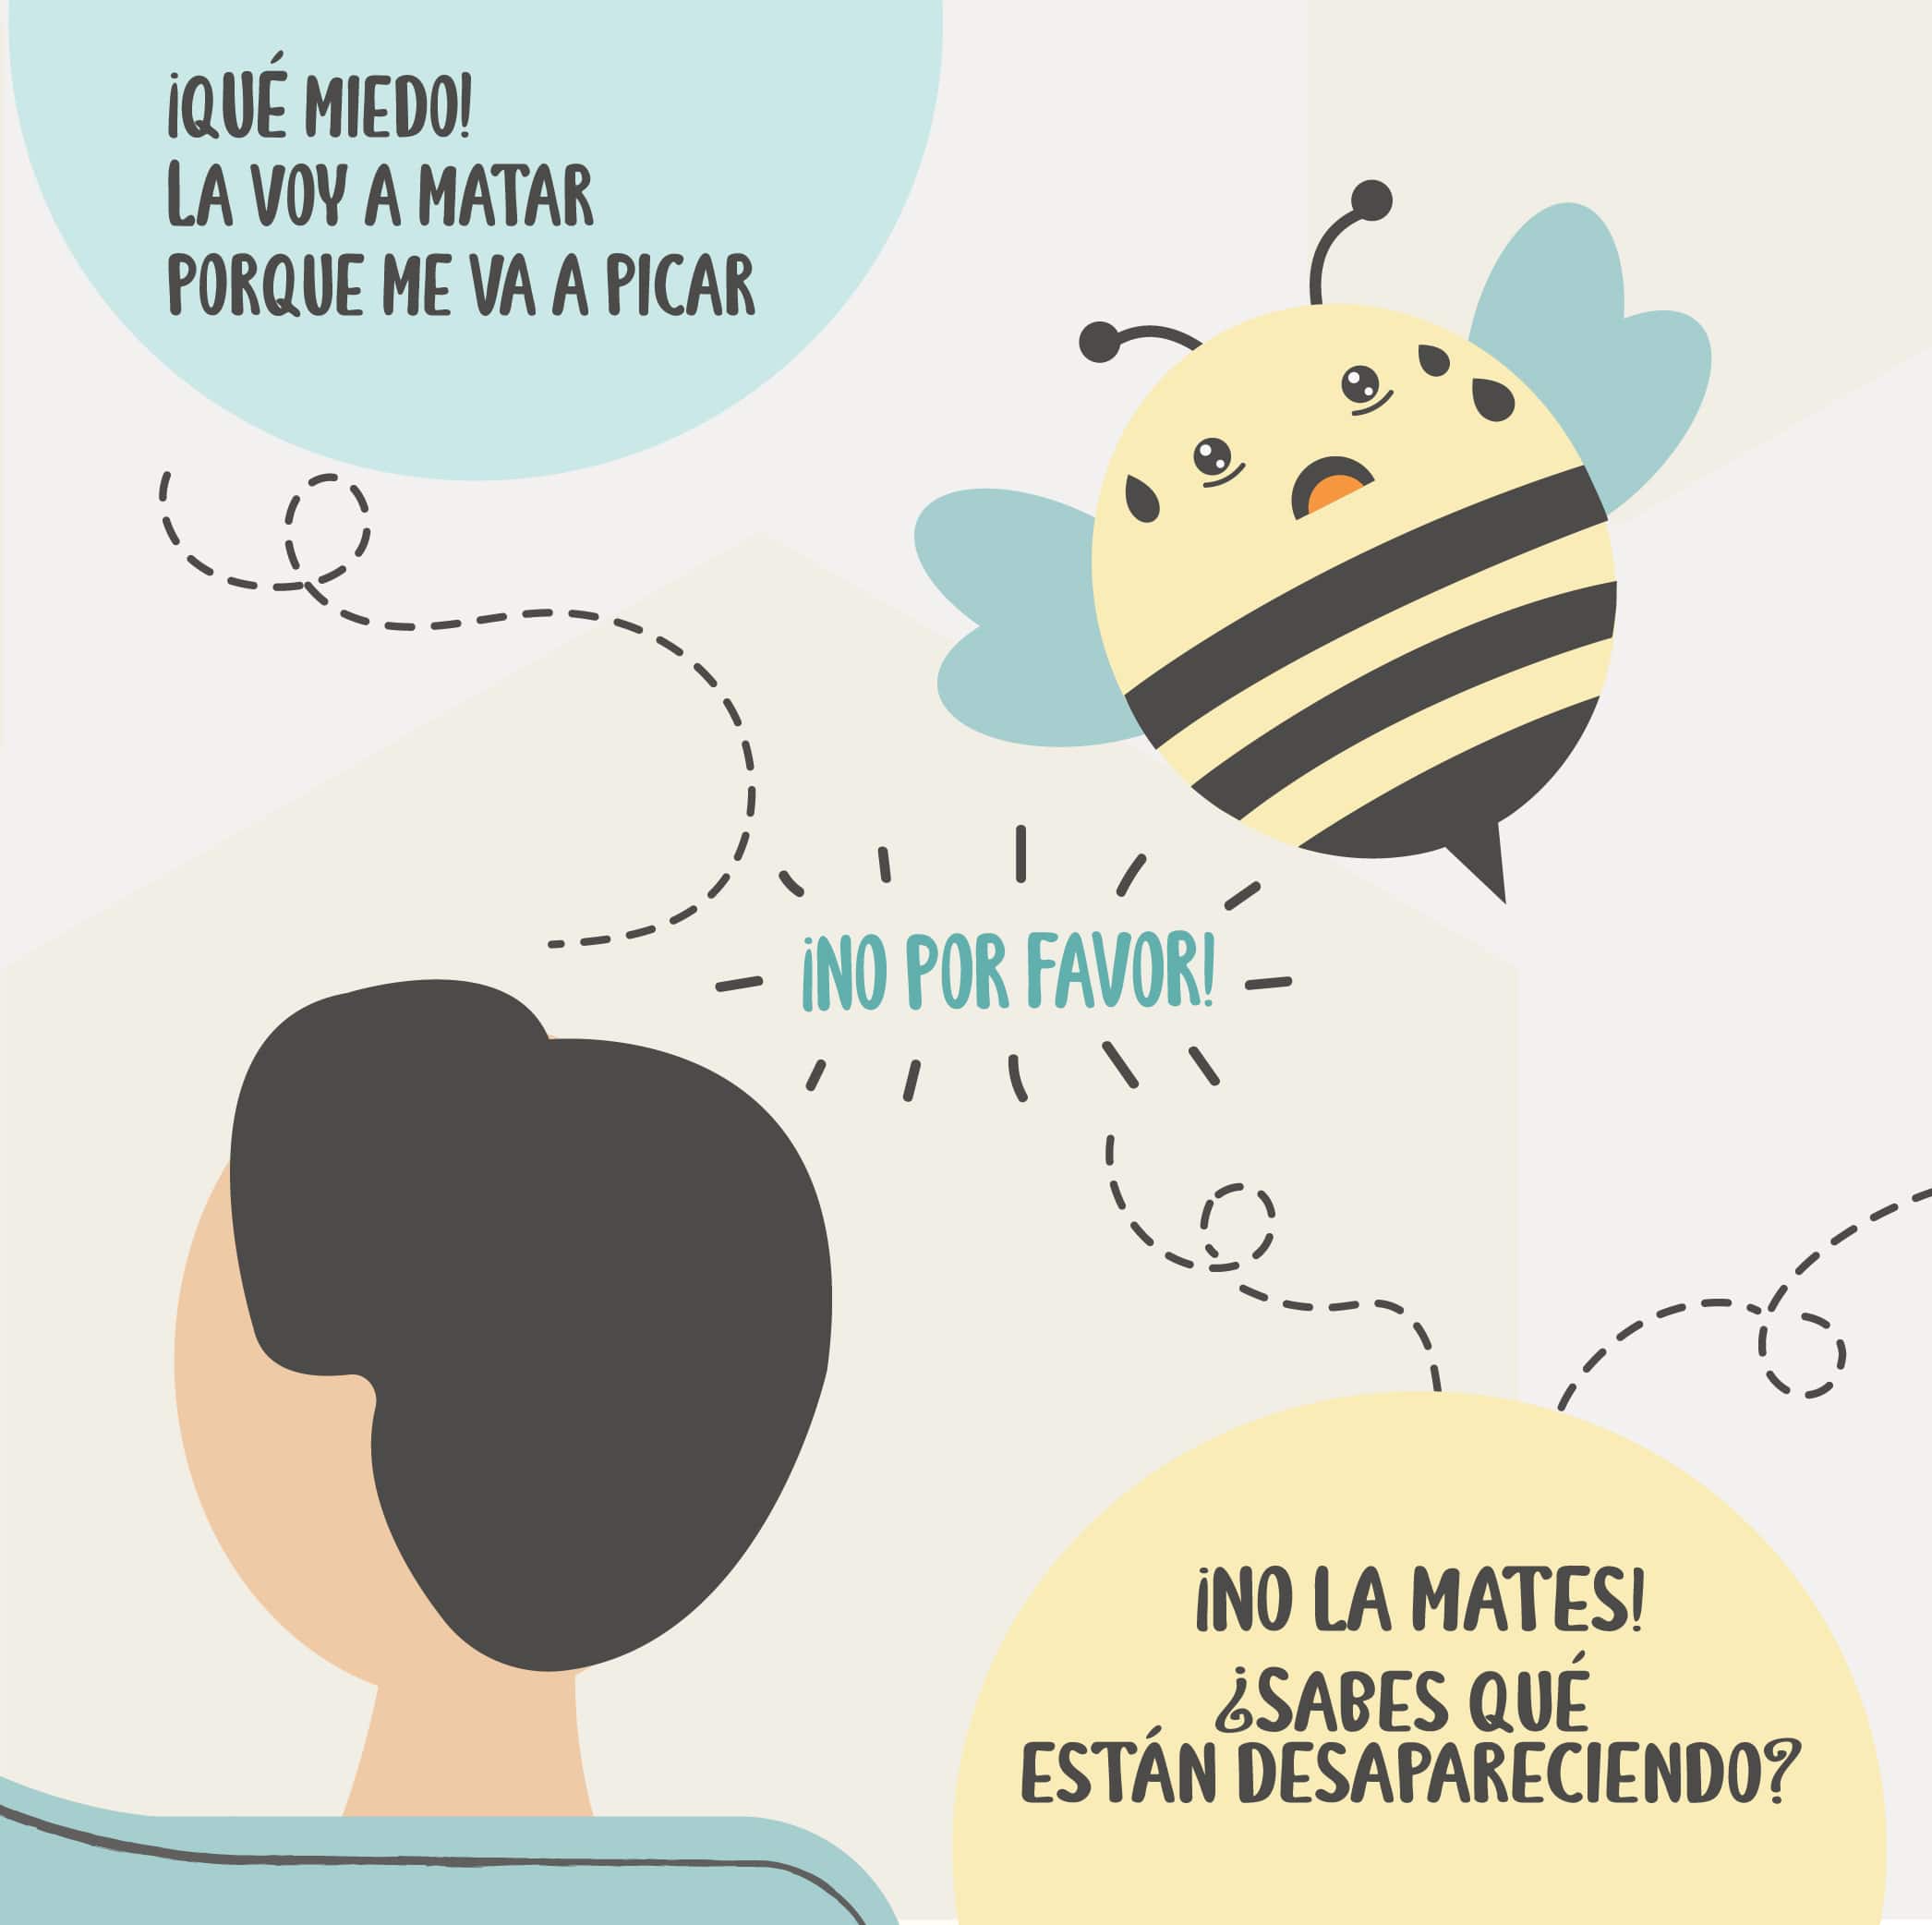 ¡QUÉ MIEDO!
LA VOY A MATAR
PORQUE ME VA A PICAR
¡NO POR FAVOR!
¡NO LA MATES!
¿SABES QUÉ
ESTÁN DESAPARECIENDO?